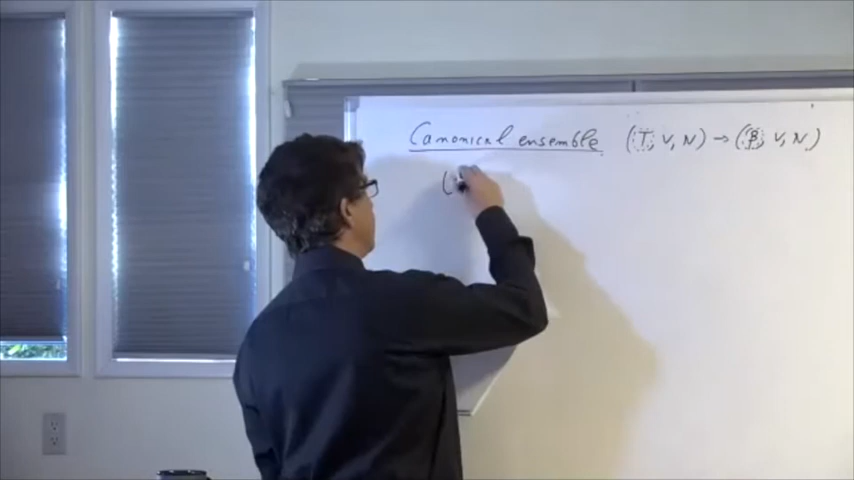 Canonical ensemble (T, V, N) → (β, V, N)
(